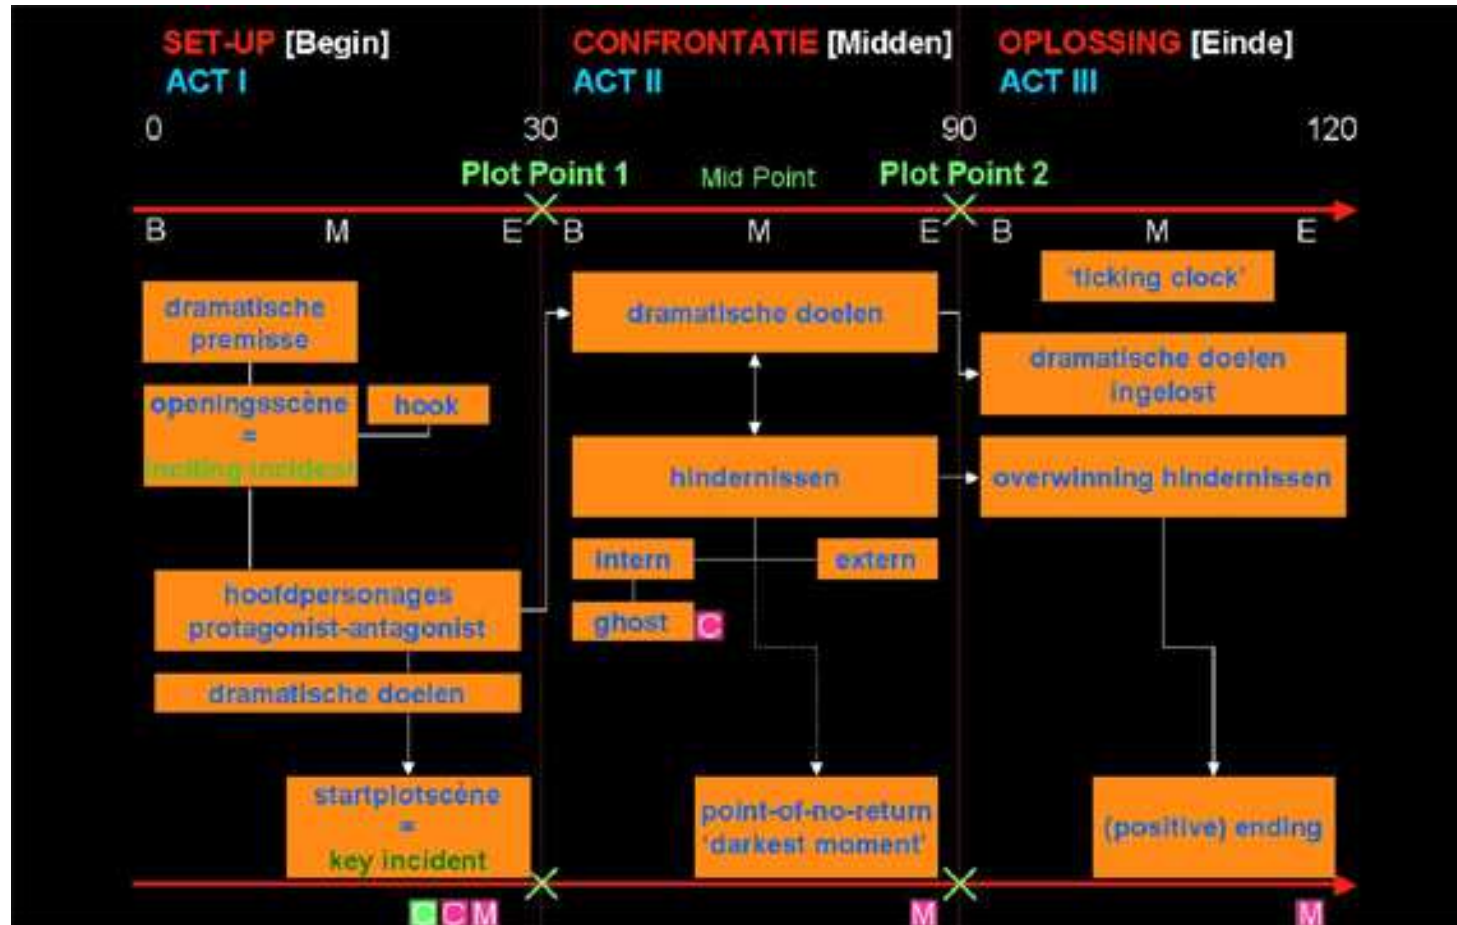 SET-UP [Begin]
ACT I
CONFRONTATIE [Midden]
ACT II
OPLOSSING [Einde]
ACT III
0
30
90
120
Plot Point 1
Mid Point
Plot Point 2
B
M
E
B
M
E
B
M
E
dramatische
premisse
openingsscène
=
inciting incident
hook
hoofdpersonages
protagonist-antagonist
dramatische doelen
startplotscène
=
key incident
dramatische doelen
hindernissen
intern
extern
ghost
C
point-of-no-return
'darkest moment'
'ticking clock'
dramatische doelen
ingelost
overwinning hindernissen
(positive) ending
C C M
M
M